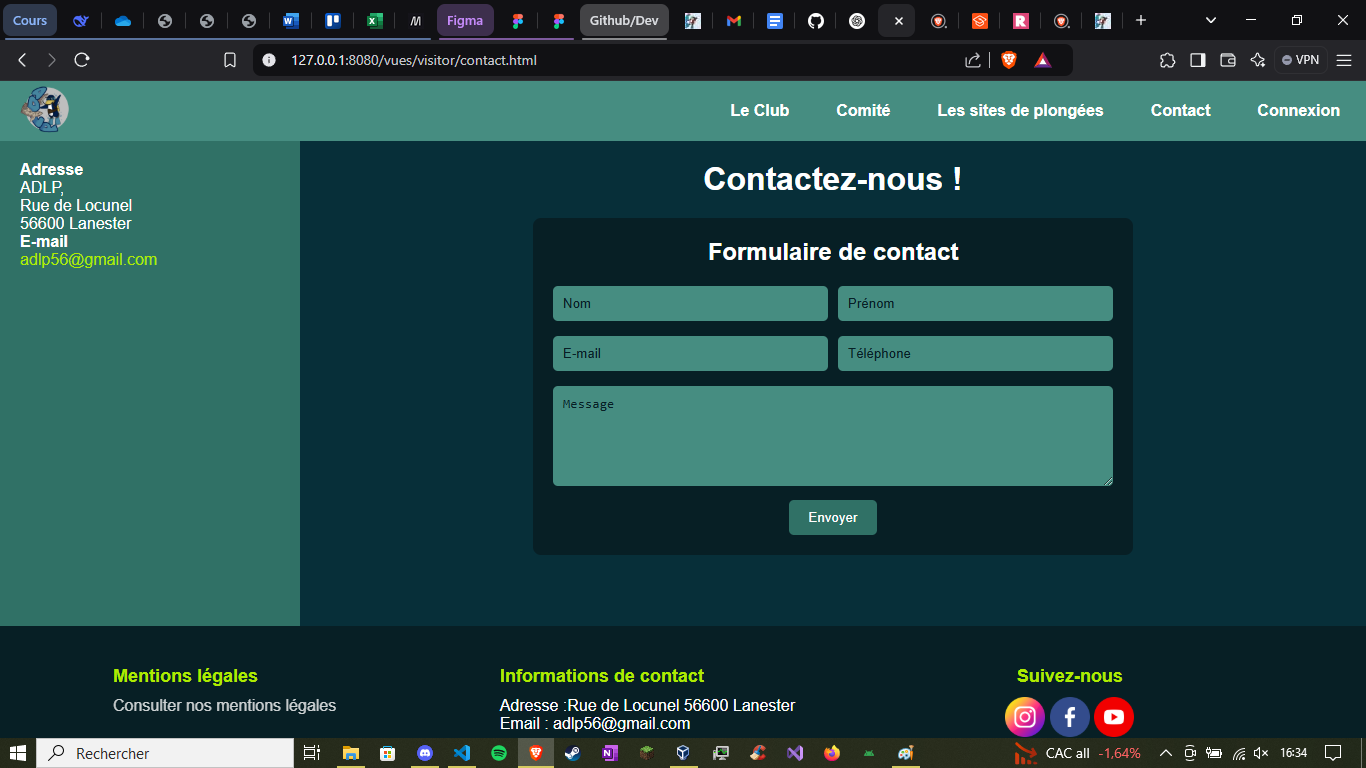 Cours
Figma
Github/Dev
127.0.0.1:8080/vues/visitor/contact.html
VPN
Le Club
Comité
Les sites de plongées
Contact
Connexion
Adresse
ADLP,
Rue de Locunel
56600 Lanester
E-mail
adlp56@gmail.com
Contactez-nous !
Formulaire de contact
Nom
Prénom
E-mail
Téléphone
Message
Envoyer
Mentions légales
Consulter nos mentions légales
Informations de contact
Adresse :Rue de Locunel 56600 Lanester
Email : adlp56@gmail.com
Suivez-nous
Rechercher
CAC all -1,64%
16:34